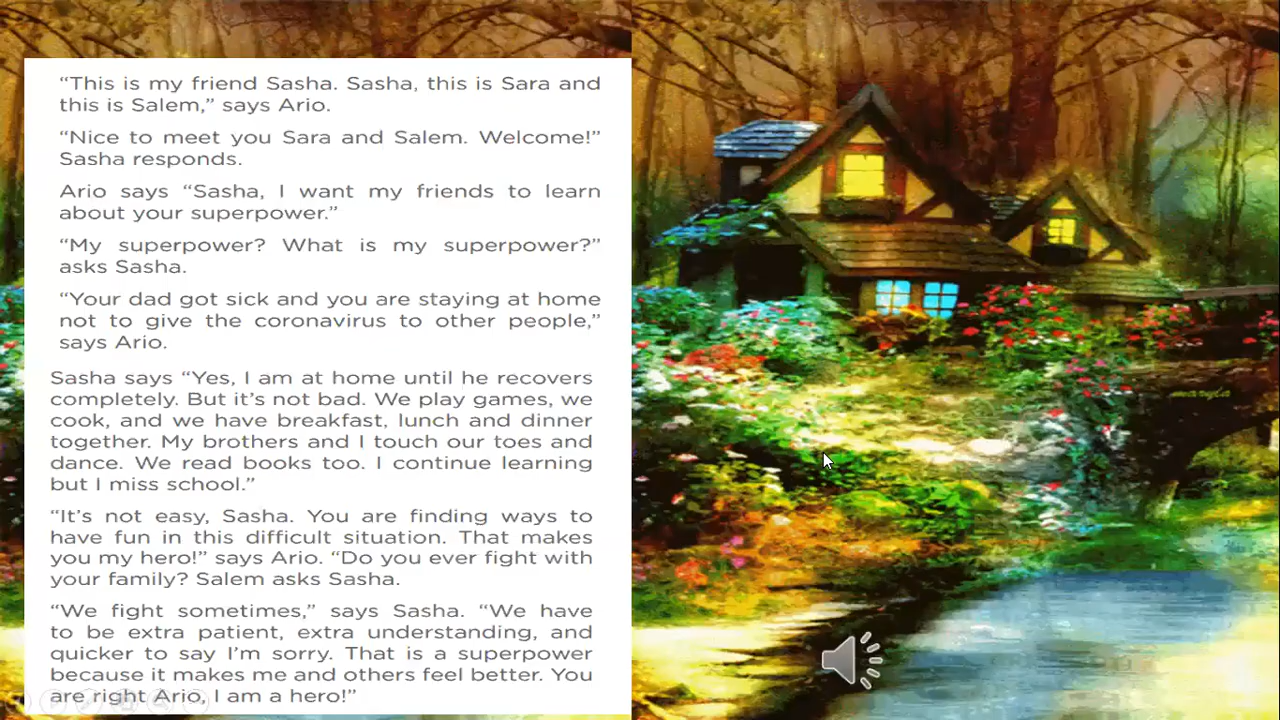 “This is my friend Sasha. Sasha, this is Sara and
this is Salem,” says Ario.
“Nice to meet you Sara and Salem. Welcome!”
Sasha responds.
Ario says “Sasha, I want my friends to learn
about your superpower.”
“My superpower? What is my superpower?”
asks Sasha.
“Your dad got sick and you are staying at home
not to give the coronavirus to other people,”
says Ario.
Sasha says “Yes, I am at home until he recovers
completely. But it’s not bad. We play games, we
cook, and we have breakfast, lunch and dinner
together. My brothers and I touch our toes and
dance. We read books too. I continue learning
but I miss school.”
“It’s not easy, Sasha. You are finding ways to
have fun in this difficult situation. That makes
you my hero!” says Ario. “Do you ever fight with
your family? Salem asks Sasha.
“We fight sometimes,” says Sasha. “We have
to be extra patient, extra understanding, and
quicker to say I’m sorry. That is a superpower
because it makes me and others feel better. You
are right Ario, I am a hero!”